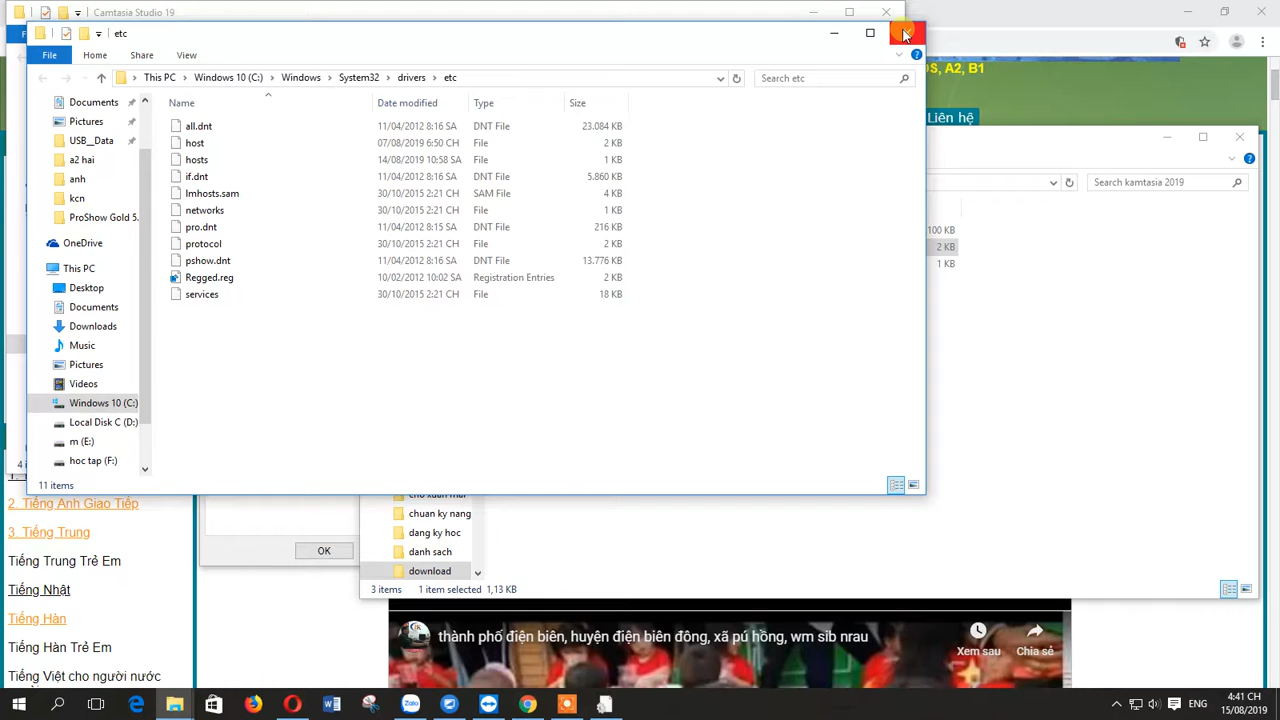 Camtasia Studio 19
etc
File Home Share View
This PC Windows 10 (C:) Windows System32 drivers etc
Search etc
Name Date modified Type Size
all.dnt 11/04/2012 8:16 SA DNT File 23.084 KB
host 07/08/2019 6:50 CH File 2 KB
hosts 14/08/2019 10:58 SA File 1 KB
if.dnt 11/04/2012 8:16 SA DNT File 5.860 KB
lmhosts.sam 30/10/2015 2:21 CH SAM File 4 KB
networks 30/10/2015 2:21 CH File 1 KB
pro.dnt 11/04/2012 8:15 SA DNT File 216 KB
protocol 30/10/2015 2:21 CH File 2 KB
pshow.dnt 11/04/2012 8:16 SA DNT File 13.776 KB
Regged.reg 10/02/2012 10:02 SA Registration Entries 2 KB
services 30/10/2015 2:21 CH File 18 KB
Documents
Pictures
USB__Data
a2 hai
anh
kcn
ProShow Gold 5.
OneDrive
This PC
Desktop
Documents
Downloads
Music
Pictures
Videos
Windows 10 (C:)
Local Disk C (D:)
m (E:)
hoc tap (F:)
11 items
A2, B1
Liên hệ
Search kamtasia 2019
100 KB
2 KB
1 KB
chuan ky nang
dang ky hoc
danh sach
download
3 items 1 item selected 1,13 KB
OK
2. Tiếng Anh Giao Tiếp
3. Tiếng Trung
Tiếng Trung Trẻ Em
Tiếng Nhật
Tiếng Hàn
Tiếng Hàn Trẻ Em
Tiếng Việt cho người nước
thành phố điện biên, huyện điện biên đông, xã pú hồng, wm sib nrau
Xem sau
Chia sẻ
Zalo
ENG
4:41 CH
15/08/2019